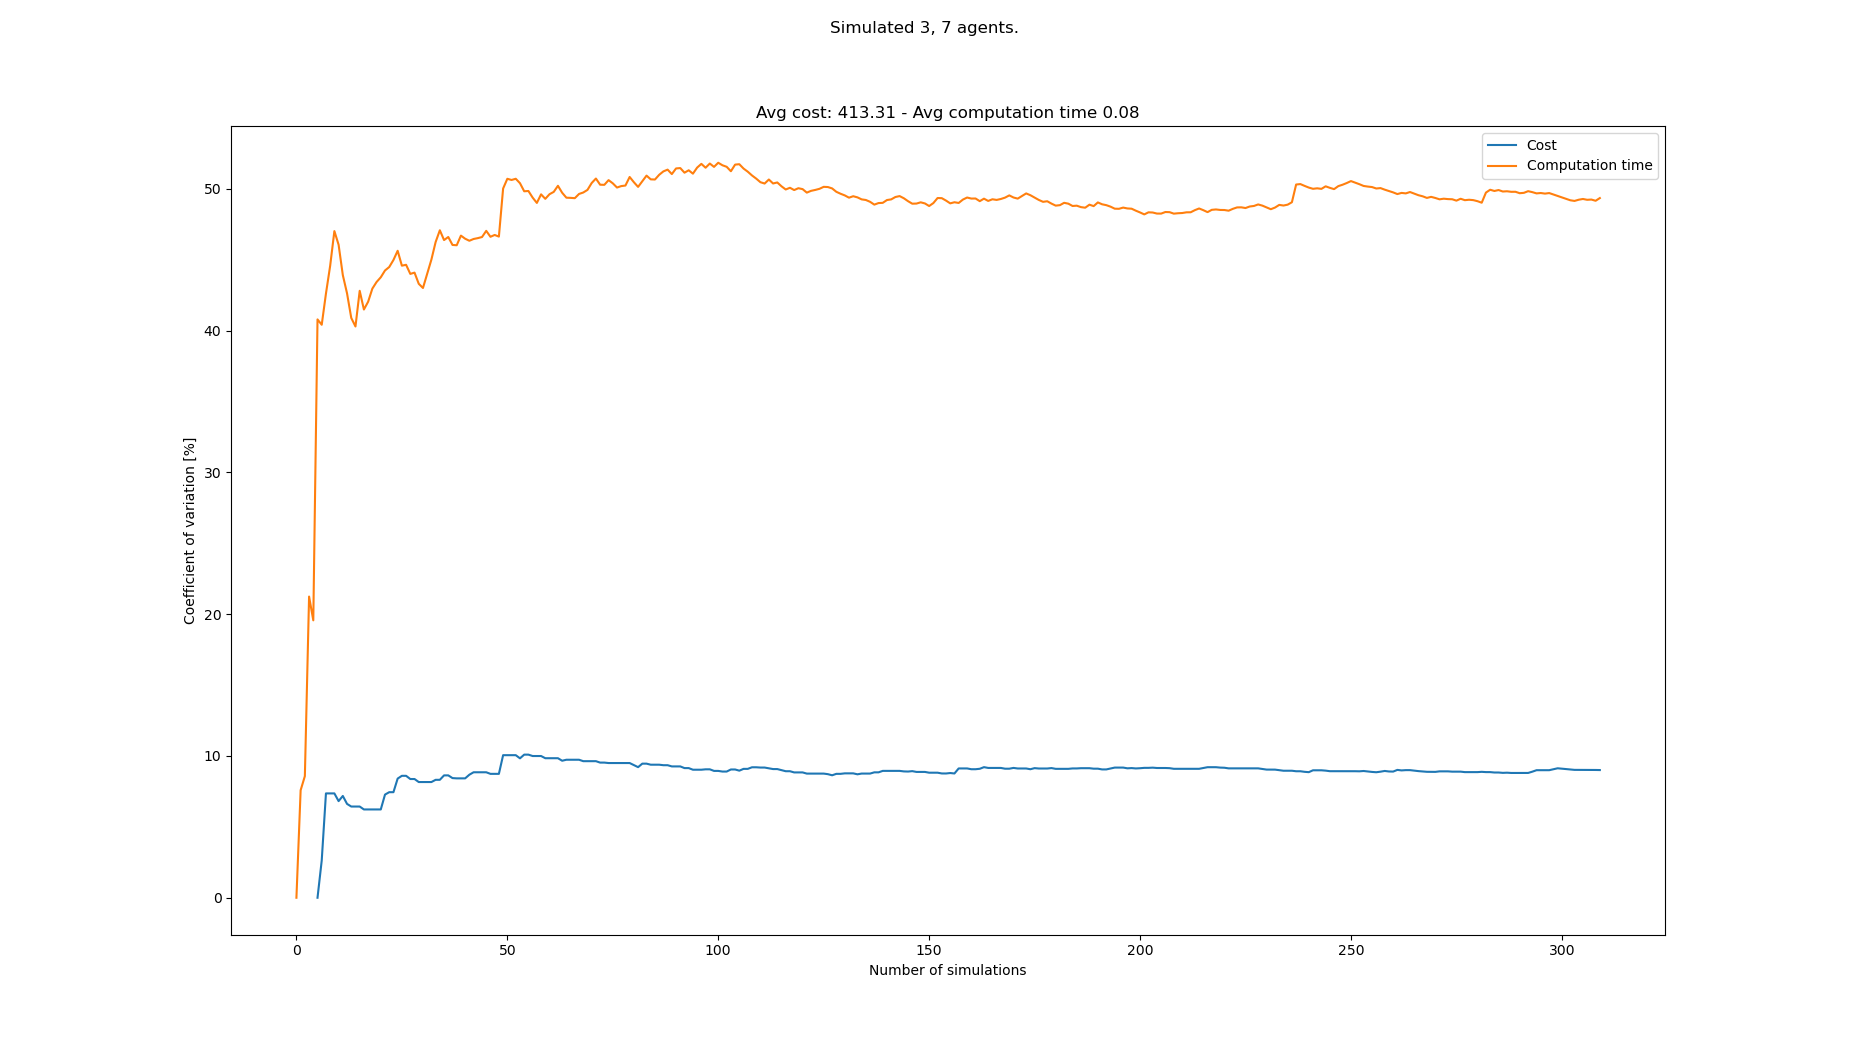 Simulated 3, 7 agents.
Avg cost: 413.31 - Avg computation time 0.08
Cost
Computation time
50
40
30
20
10
0
Coefficient of variation [%]
0 50 100 150 200 250 300
Number of simulations